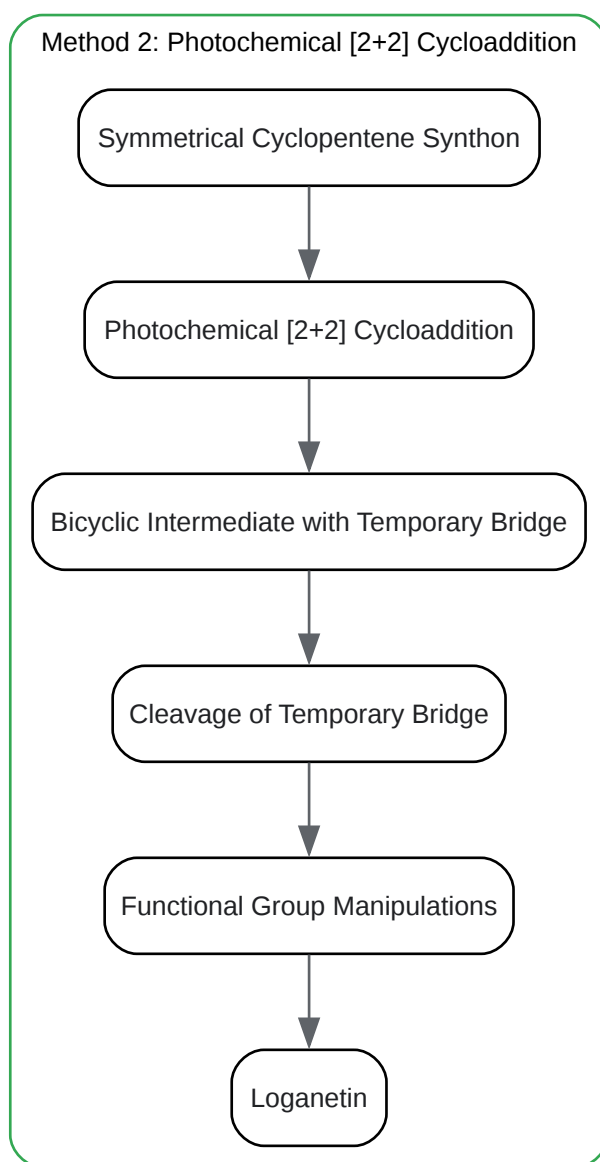 Method 2: Photochemical [2+2] Cycloaddition
Symmetrical Cyclopentene Synthon
Photochemical [2+2] Cycloaddition
Bicyclic Intermediate with Temporary Bridge
Cleavage of Temporary Bridge
Functional Group Manipulations
Loganetin